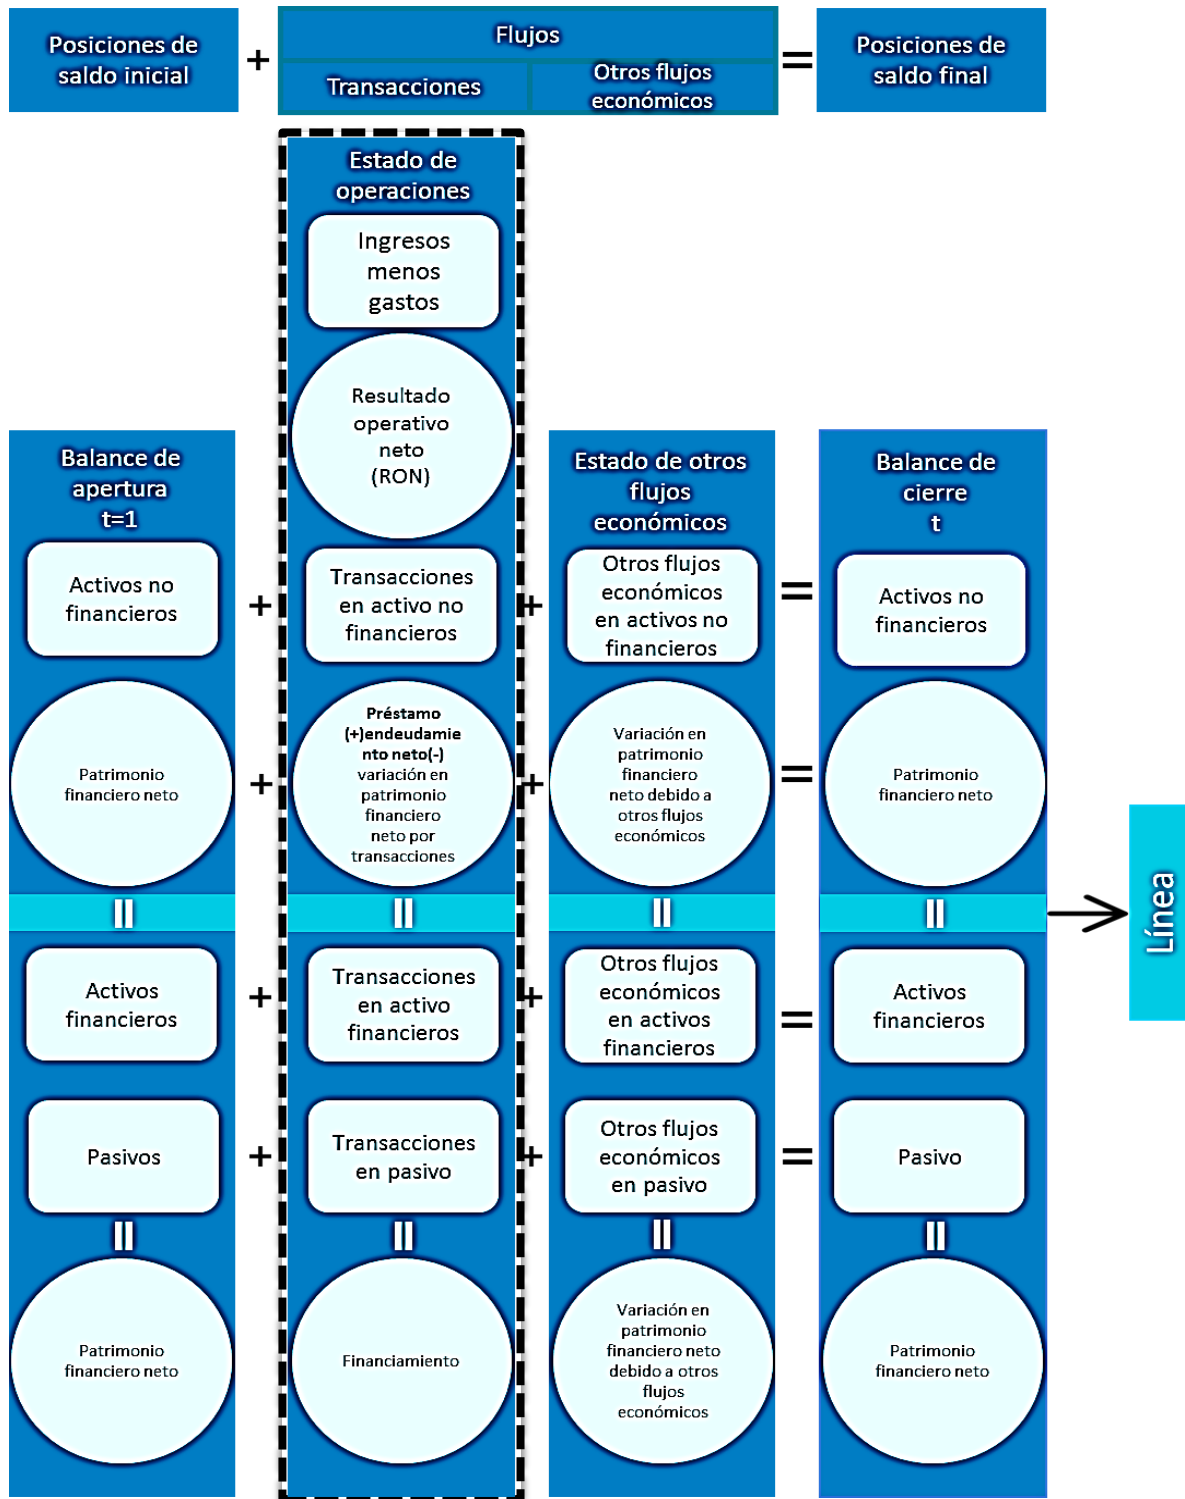 Posiciones de
saldo inicial
+
Flujos
Transacciones
Otros flujos
económicos
=
Posiciones de
saldo final
Estado de
operaciones
Ingresos
menos
gastos
Resultado
operativo
neto
(RON)
Balance de
apertura
t=1
Estado de otros
flujos
económicos
Balance de
cierre
t
Activos no
financieros
+
Transacciones
en activo no
financieros
+
Otros flujos
económicos
en activos no
financieros
=
Activos no
financieros
Patrimonio
financiero neto
+
Préstamo
(+)endeudamie
nto neto(-)
variación en
patrimonio
financiero
neto por
transacciones
+
Variación en
patrimonio
financiero
neto debido a
otros flujos
económicos
=
Patrimonio
financiero neto
Línea
Activos
financieros
+
Transacciones
en activo
financieros
+
Otros flujos
económicos
en activos
financieros
=
Activos
financieros
Pasivos
+
Transacciones
en pasivo
+
Otros flujos
económicos
en pasivo
=
Pasivo
Patrimonio
financiero neto
Financiamiento
Variación en
patrimonio
financiero neto
debido a otros
flujos
económicos
Patrimonio
financiero neto